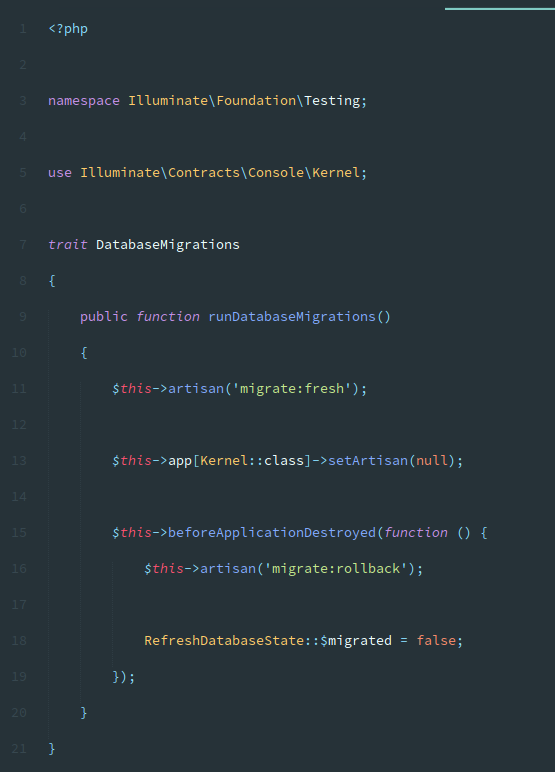 1 <?php
2
3 namespace Illuminate\Foundation\Testing;
4
5 use Illuminate\Contracts\Console\Kernel;
6
7 trait DatabaseMigrations
8 {
9     public function runDatabaseMigrations()
10     {
11         $this->artisan('migrate:fresh');
12
13         $this->app[Kernel::class]->setArtisan(null);
14
15         $this->beforeApplicationDestroyed(function () {
16             $this->artisan('migrate:rollback');
17
18             RefreshDatabaseState::$migrated = false;
19         });
20     }
21 }